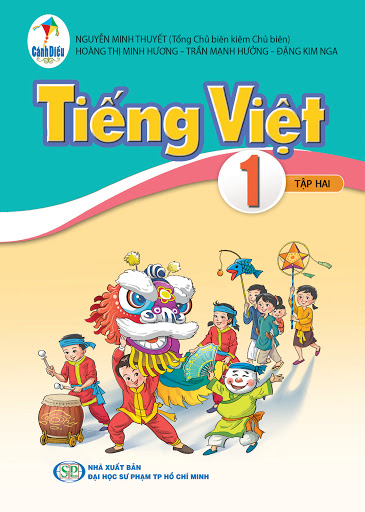 Cánh Diều
NGUYỄN MINH THUYẾT (Tổng Chủ biên kiêm Chủ biên)
HOÀNG THỊ MINH HƯƠNG – TRẦN MẠNH HƯỞNG – ĐẶNG KIM NGA
Tiếng Việt
1
TẬP HAI
SP
NHÀ XUẤT BẢN
ĐẠI HỌC SƯ PHẠM TP HỒ CHÍ MINH